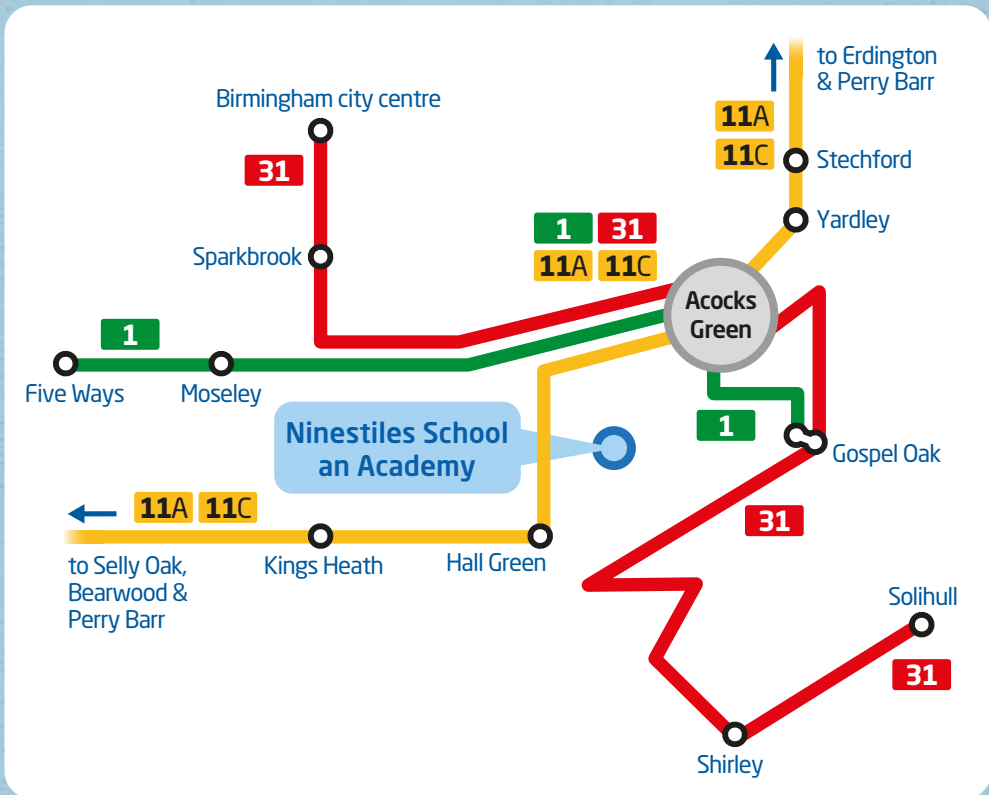 to Erdington
& Perry Barr
Birmingham city centre
11A
11C
31
Stechford
Yardley
1 31
11A 11C
Sparkbrook
Acocks
Green
1
Five Ways
Moseley
Ninestiles School
an Academy
1
Gospel Oak
11A 11C
31
to Selly Oak,
Bearwood &
Perry Barr
Kings Heath
Hall Green
Solihull
31
Shirley